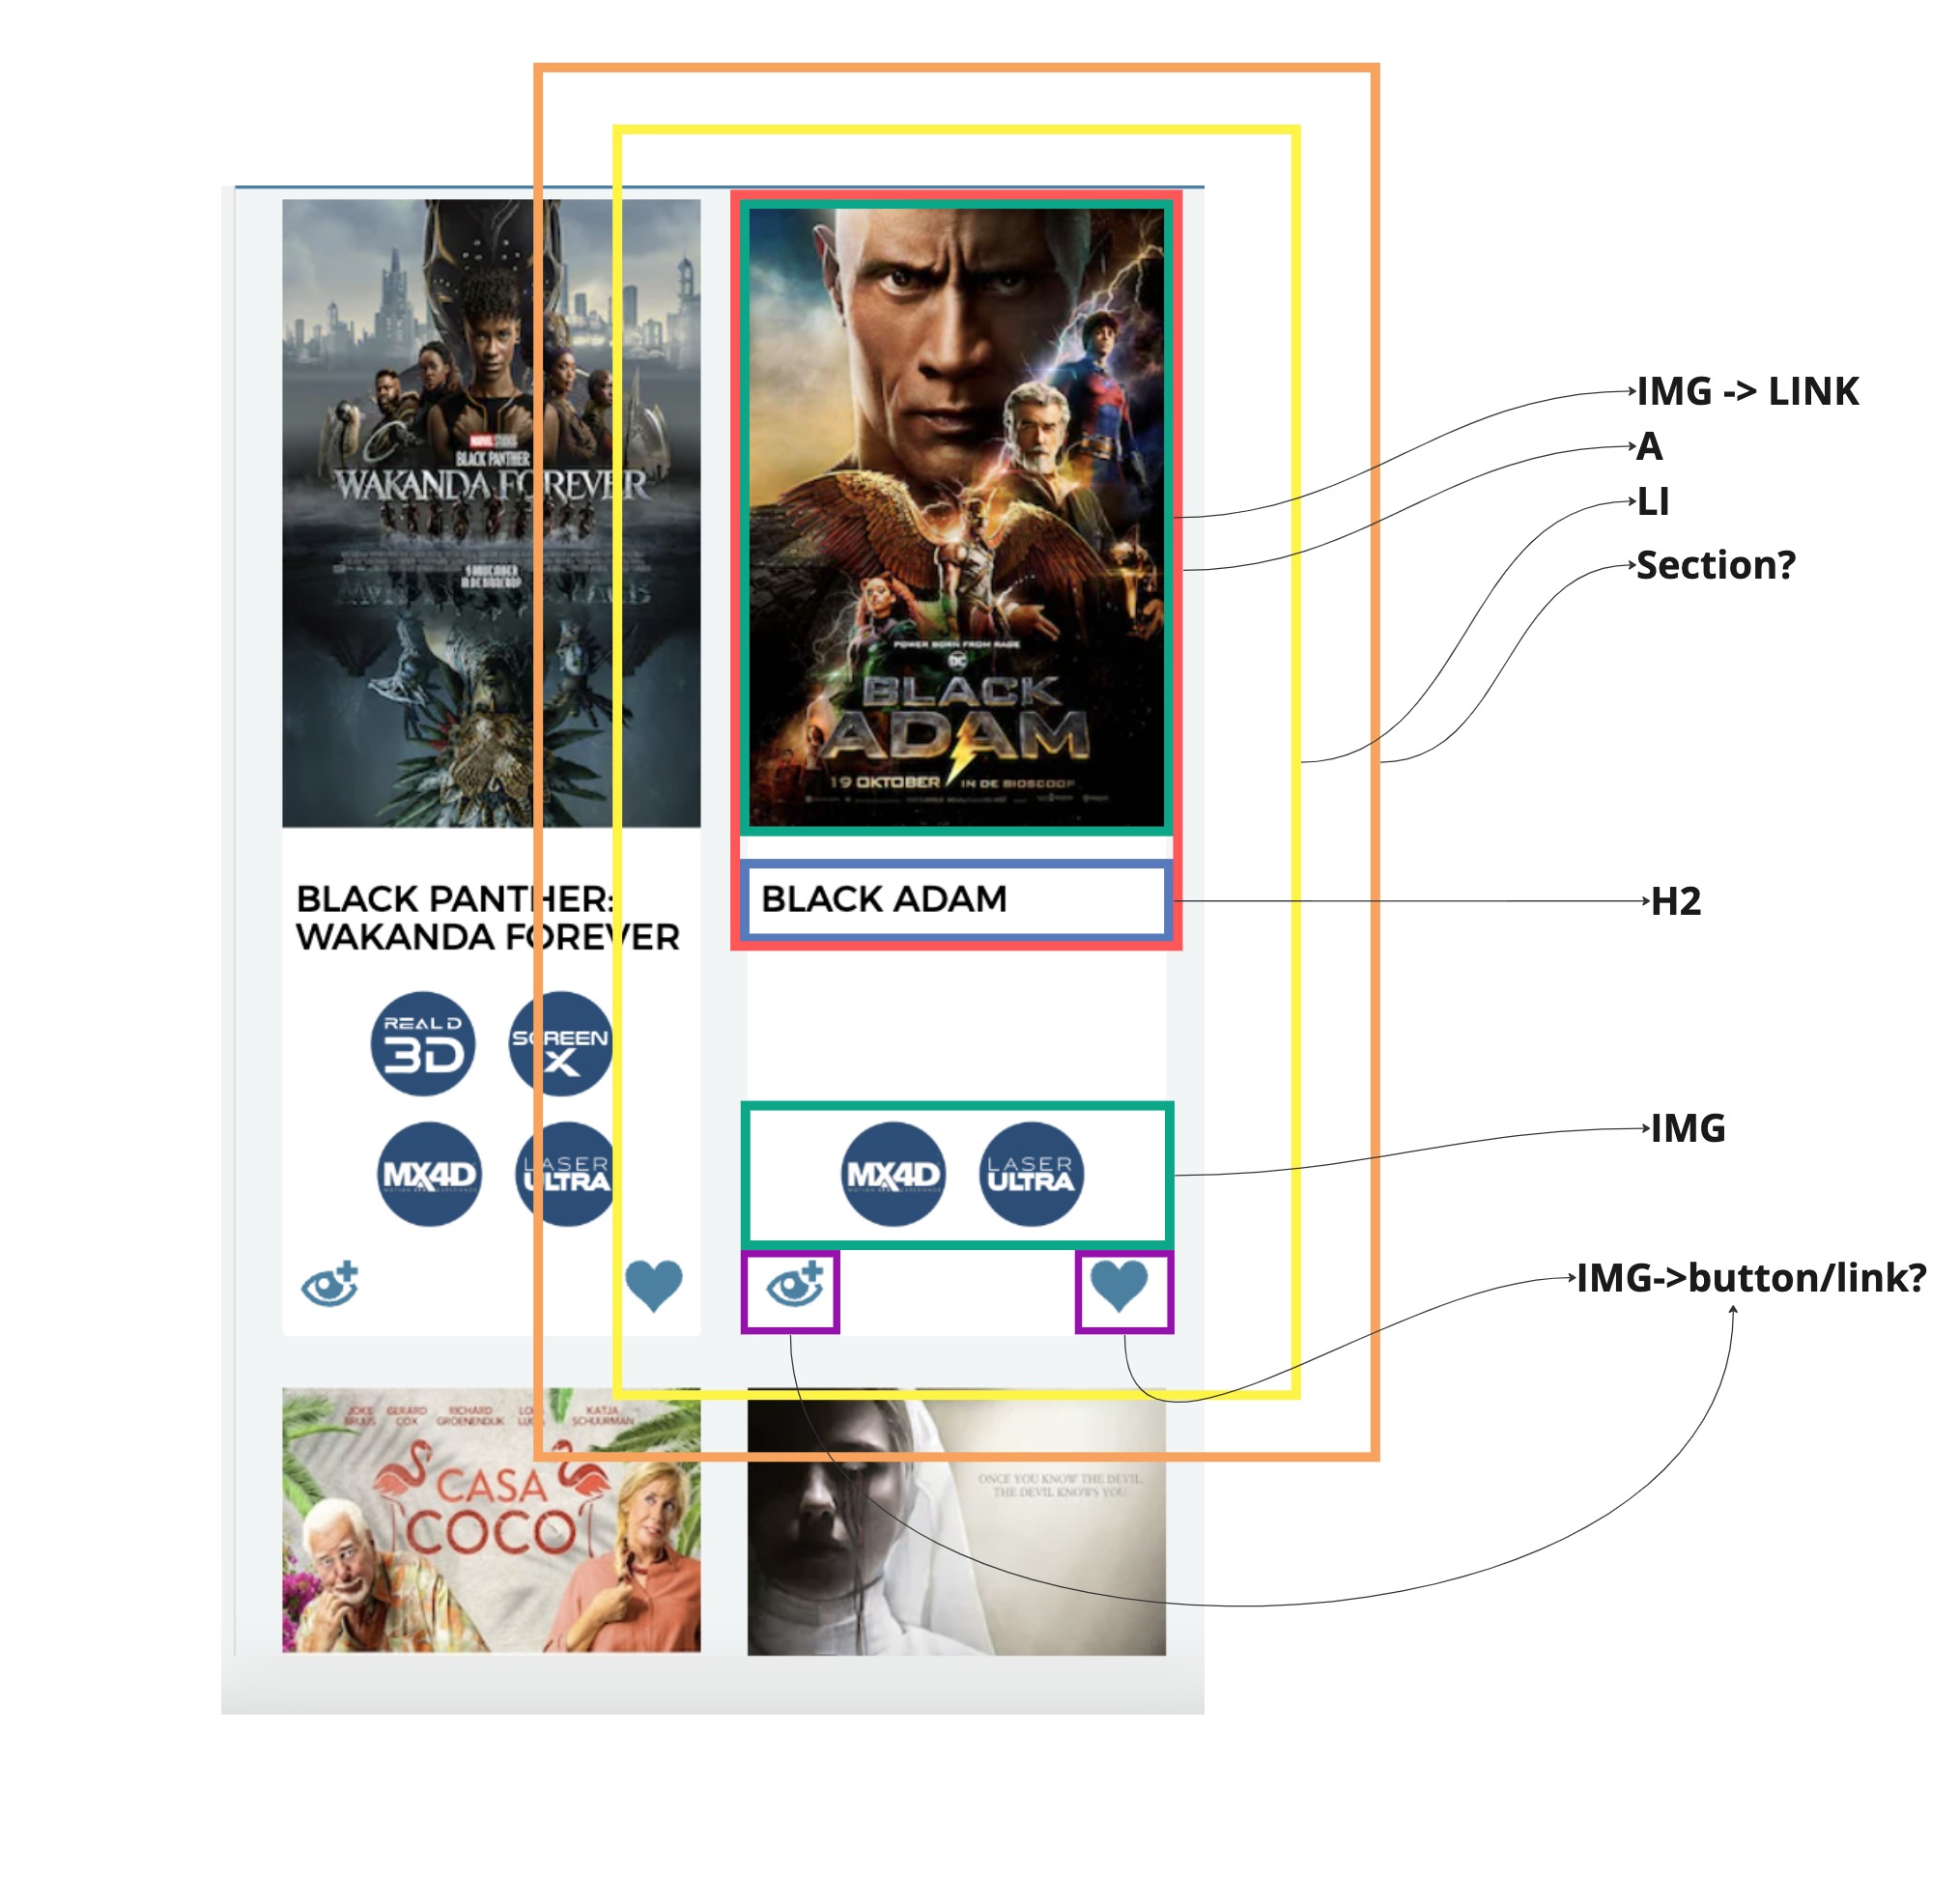 MARVEL STUDIOS
BLACK PANTHER
WAKANDA FOREVER
9 NOVEMBER
IN DE BIOSCOOP
BLACK PANTHER:
WAKANDA FOREVER
REAL D
3D
SCREEN
X
MX4D
LASER
ULTRA
POWER BORN FROM RAGE
DC
BLACK
ADAM
19 OKTOBER IN DE BIOSCOOP
BLACK ADAM
MX4D
LASER
ULTRA
JOKE
BRUIJS
GERARD
COX
RICHARD
GROENENDIJK
KATJA
SCHUURMAN
CASA
COCO
ONCE YOU KNOW THE DEVIL,
THE DEVIL KNOWS YOU
IMG -> LINK
A
LI
Section?
H2
IMG
IMG->button/link?